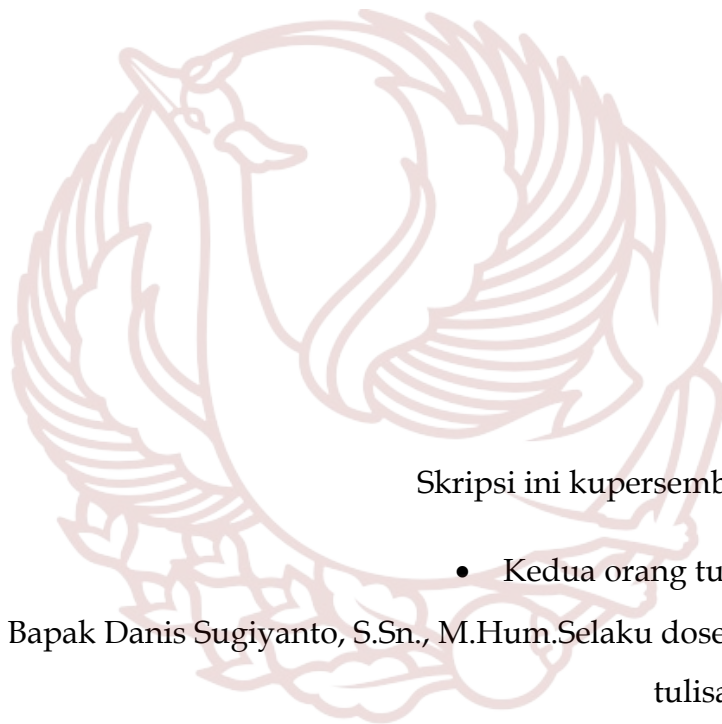 Skripsi ini kupersemb
• Kedua orang tu
Bapak Danis Sugiyanto, S.Sn., M.Hum.Selaku dose
tulisa